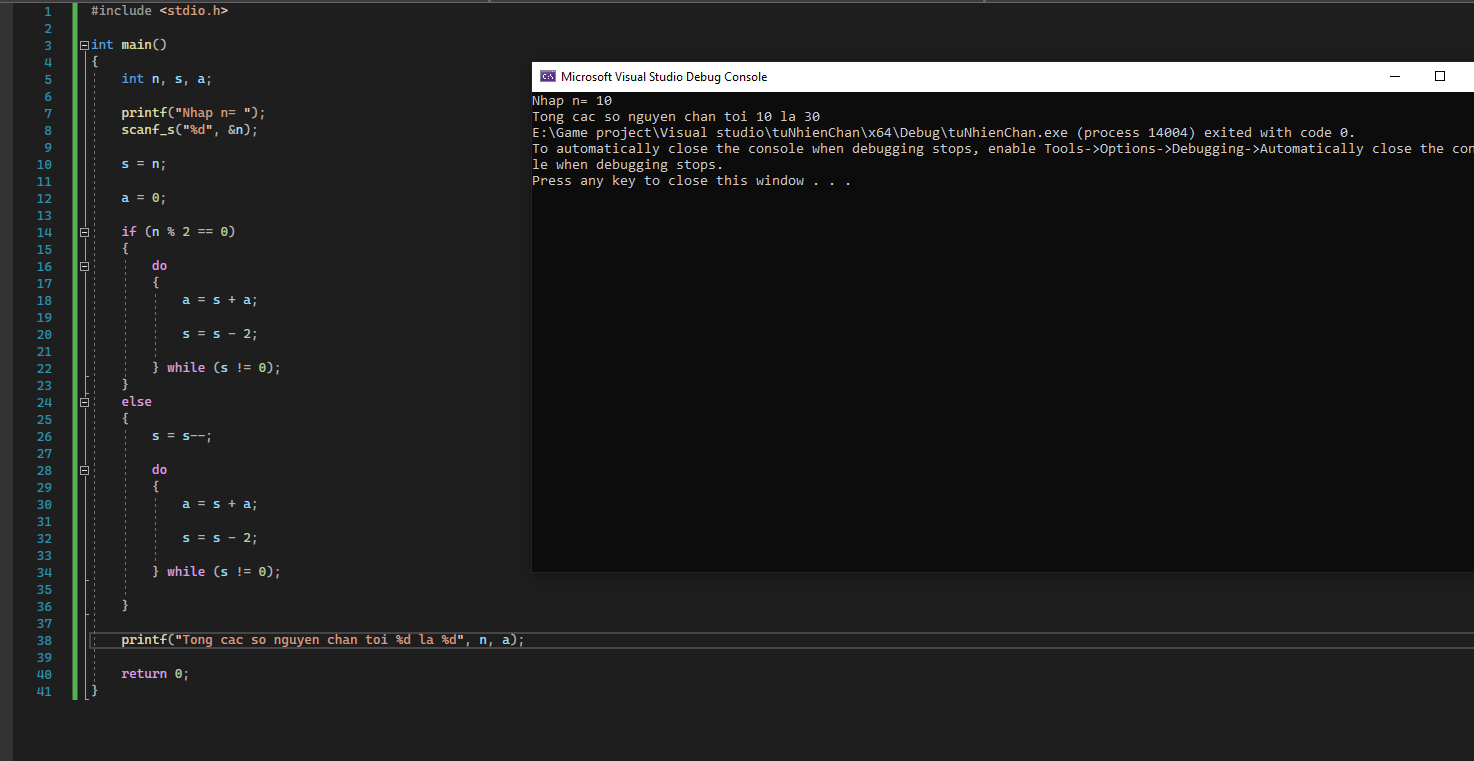 1 #include <stdio.h>
2
3 int main()
4 {
5 int n, s, a;
6
7 printf("Nhap n= ");
8 scanf_s("%d", &n);
9
10 s = n;
11
12 a = 0;
13
14 if (n % 2 == 0)
15 {
16 do
17 {
18 a = s + a;
19
20 s = s - 2;
21
22 } while (s != 0);
23 }
24 else
25 {
26 s = s--;
27
28 do
29 {
30 a = s + a;
31
32 s = s - 2;
33
34 } while (s != 0);
35
36 }
37
38 printf("Tong cac so nguyen chan toi %d la %d", n, a);
39
40 return 0;
41 }
Microsoft Visual Studio Debug Console
Nhap n= 10
Tong cac so nguyen chan toi 10 la 30
E:\Game project\Visual studio\tuNhienChan\x64\Debug\tuNhienChan.exe (process 14004) exited with code 0.
To automatically close the console when debugging stops, enable Tools->Options->Debugging->Automatically close the con
le when debugging stops.
Press any key to close this window . . .